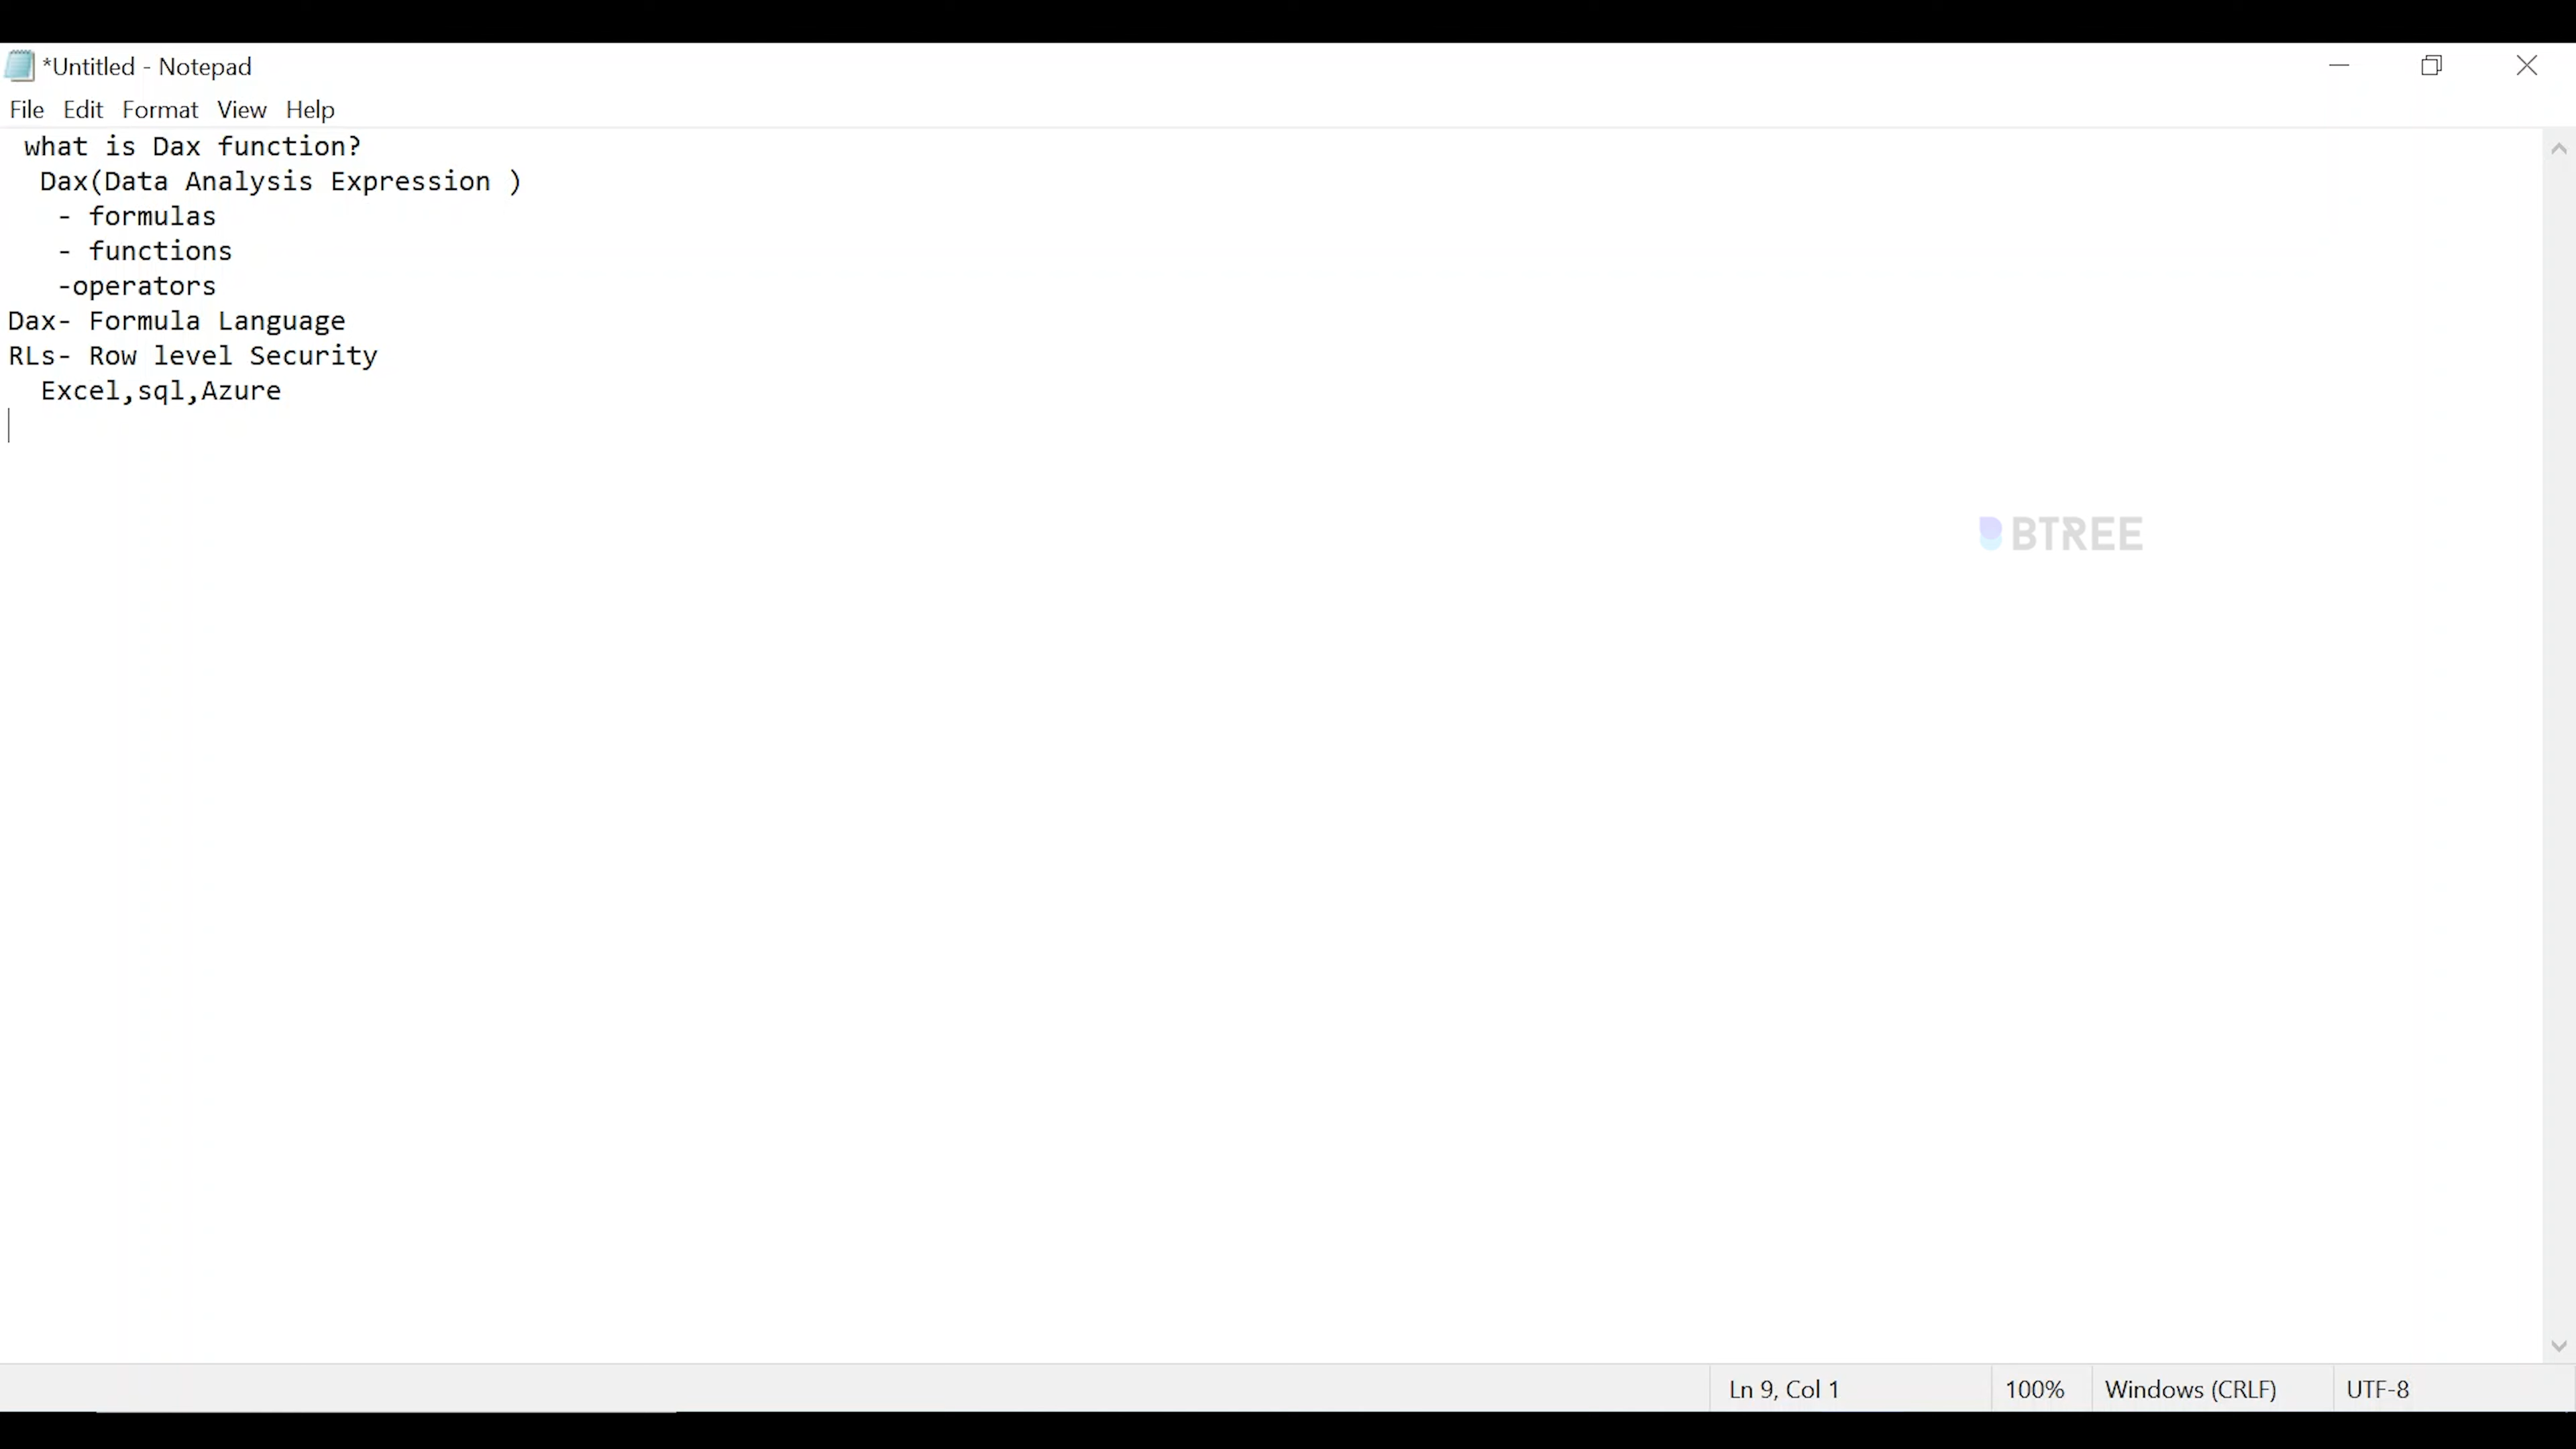 *Untitled - Notepad
File Edit Format View Help
what is Dax function?
Dax(Data Analysis Expression )
- formulas
- functions
-operators
Dax- Formula Language
RLs- Row level Security
Excel,sql,Azure
BTREE
Ln 9, Col 1 100% Windows (CRLF) UTF-8